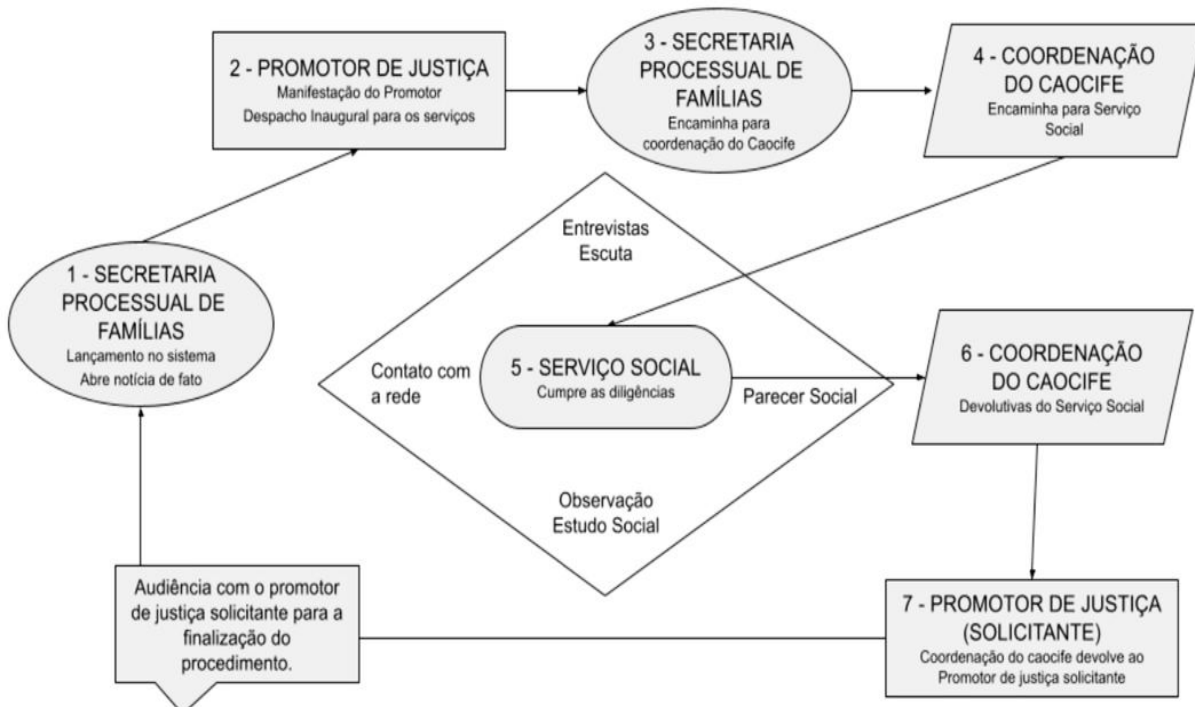 1 - SECRETARIA
PROCESSUAL DE
FAMÍLIAS
Lançamento no sistema
Abre notícia de fato
2 - PROMOTOR DE JUSTIÇA
Manifestação do Promotor
Despacho Inaugural para os serviços
3 - SECRETARIA
PROCESSUAL DE
FAMÍLIAS
Encaminha para
coordenação do Caocife
4 - COORDENAÇÃO
DO CAOCIFE
Encaminha para Serviço
Social
Entrevistas
Escuta
Contato com
a rede
5 - SERVIÇO SOCIAL
Cumpre as diligências
Parecer Social
Observação
Estudo Social
6 - COORDENAÇÃO
DO CAOCIFE
Devolutivas do Serviço Social
7 - PROMOTOR DE JUSTIÇA
(SOLICITANTE)
Coordenação do caocife devolve ao
Promotor de justiça solicitante
Audiência com o promotor
de justiça solicitante para a
finalização do
procedimento.